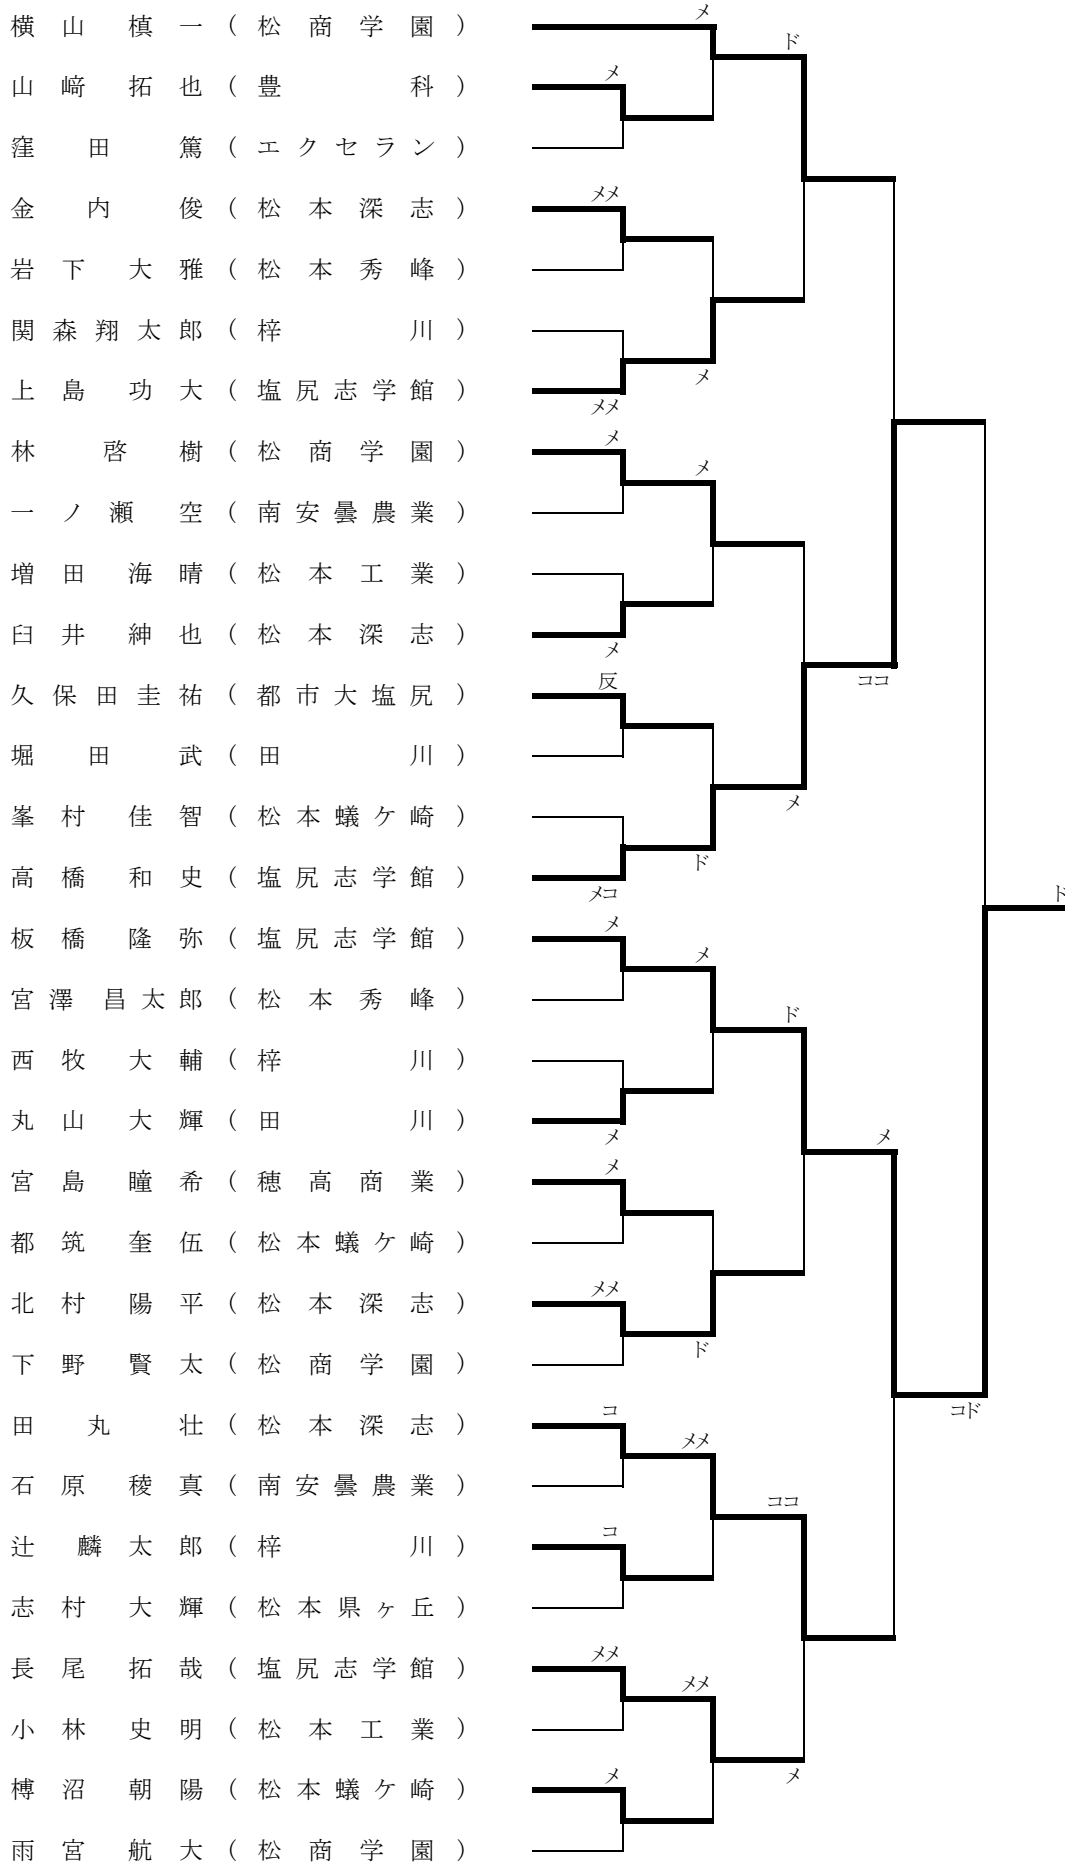 メ
横山 槙一 (松商学園)
ド
メ
山﨑 拓也 (豊科)
窪田 篤 (エクセラン)
メメ
金内 俊 (松本深志)
岩下 大雅 (松本秀峰)
関森翔太郎 (梓川)
メ
上島 功大 (塩尻志学館)
メメ
メ
林 啓樹 (松商学園)
メ
一ノ瀬 空 (南安曇農業)
増田 海晴 (松本工業)
臼井 紳也 (松本深志)
メ
反
ココ
久保田圭祐 (都市大塩尻)
堀田 武 (田川)
メ
峯村 佳智 (松本蟻ケ崎)
ド
高橋 和史 (塩尻志学館)
メコ
ド
メ
板橋 隆弥 (塩尻志学館)
メ
宮澤 昌太郎 (松本秀峰)
ド
西牧 大輔 (梓川)
丸山 大輝 (田川)
メ
メ
メ
宮島 瞳希 (穂高商業)
都筑 奎伍 (松本蟻ケ崎)
メメ
北村 陽平 (松本深志)
ド
下野 賢太 (松商学園)
コ
コド
田丸 壮 (松本深志)
メメ
石原 稜真 (南安曇農業)
ココ
コ
辻 麟太郎 (梓川)
志村 大輝 (松本県ヶ丘)
メメ
長尾 拓哉 (塩尻志学館)
メメ
小林 史明 (松本工業)
メ
メ
榑沼 朝陽 (松本蟻ケ崎)
雨宮 航大 (松商学園)